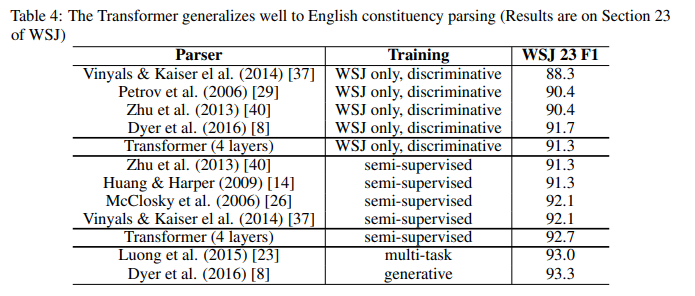 Table 4: The Transformer generalizes well to English constituency parsing (Results are on Section 23
of WSJ)
Parser Training WSJ 23 F1
Vinyals & Kaiser el al. (2014) [37] WSJ only, discriminative 88.3
Petrov et al. (2006) [29] WSJ only, discriminative 90.4
Zhu et al. (2013) [40] WSJ only, discriminative 90.4
Dyer et al. (2016) [8] WSJ only, discriminative 91.7
Transformer (4 layers) WSJ only, discriminative 91.3
Zhu et al. (2013) [40] semi-supervised 91.3
Huang & Harper (2009) [14] semi-supervised 91.3
McClosky et al. (2006) [26] semi-supervised 92.1
Vinyals & Kaiser el al. (2014) [37] semi-supervised 92.1
Transformer (4 layers) semi-supervised 92.7
Luong et al. (2015) [23] multi-task 93.0
Dyer et al. (2016) [8] generative 93.3